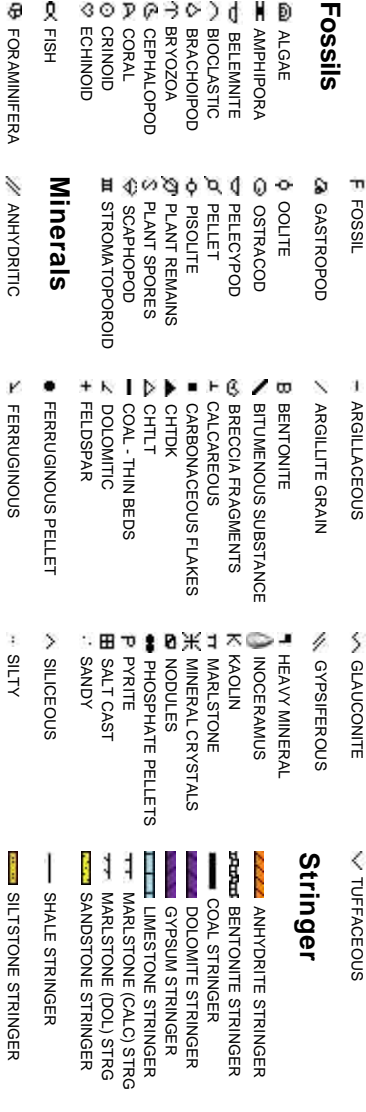 Fossils
ALGAE
AMPHIPORA
BELEMNITE
BIOCLASTIC
BRACHOIPOD
BRYOZOA
CEPHALOPOD
CORAL
CRINOID
ECHINOID
FISH
FORAMINIFERA
F FOSSIL
GASTROPOD
OOLITE
OSTRACOD
PELECYPOD
PELLET
PISOLITE
PLANT REMAINS
PLANT SPORES
SCAPHOPOD
STROMATOPOROID
Minerals
ANHYDRITIC
ARGILLACEOUS
ARGILLITE GRAIN
B BENTONITE
BITUMENOUS SUBSTANCE
BRECCIA FRAGMENTS
CALCAREOUS
CARBONACEOUS FLAKES
CHTDK
CHTLT
COAL - THIN BEDS
DOLOMITIC
FELDSPAR
FERRUGINOUS PELLET
FERRUGINOUS
GLAUCONITE
GYPSIFEROUS
HEAVY MINERAL
INOCERAMUS
K KAOLIN
MARLSTONE
MINERAL CRYSTALS
NODULES
PHOSPHATE PELLETS
P PYRITE
SALT CAST
SANDY
SILICEOUS
SILTY
TUFFACEOUS
Stringer
ANHYDRITE STRINGER
BENTONITE STRINGER
COAL STRINGER
DOLOMITE STRINGER
GYPSUM STRINGER
LIMESTONE STRINGER
MARLSTONE (CALC) STRG
MARLSTONE (DOL) STRG
SANDSTONE STRINGER
SHALE STRINGER
SILTSTONE STRINGER